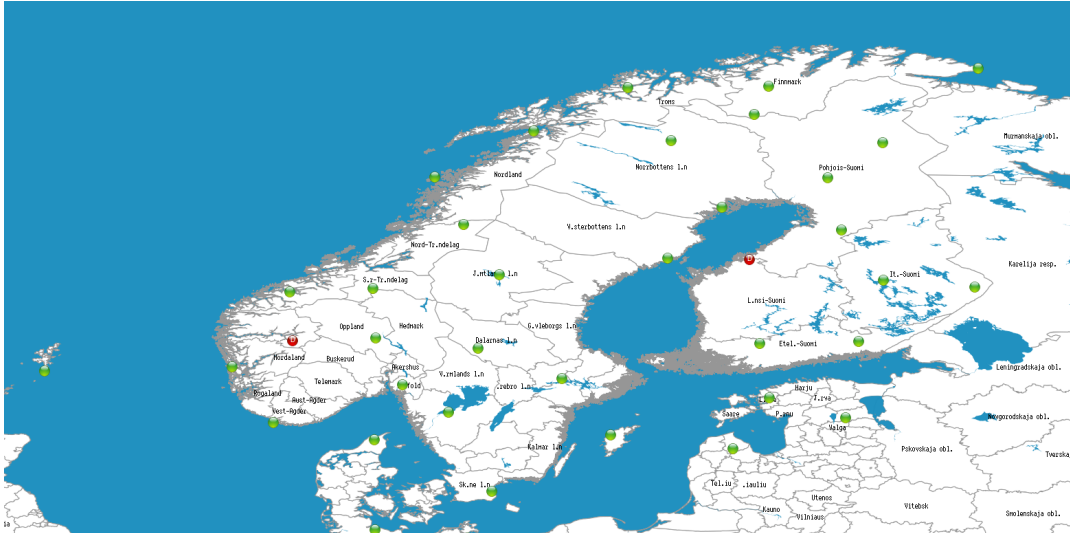 Finnmark
Troms
Murmanskaja obl.
Norrbottens l.n
Pohjois-Suomi
Nordland
V.sterbottens l.n
Nord-Tr.ndelag
Karelija resp.
J.mtlands l.n
It.-Suomi
S.r-Tr.ndelag
L.nsi-Suomi
Oppland
Hedmark
G.vleborgs l.n
Dalarnas l.n
Etel.-Suomi
Hordaland
Buskerud
Akershus
V.rmlands l.n
Leningradskaja obl.
Telemark
.rebro l.n
fold
Harju
Rogaland
Aust-Agder
J.rva
Vest-Agder
Saare
P.rnu
Novgorodskaja obl.
Valga
Kalmar l.n
Pskovskaja obl.
Tverska
Sk.ne l.n
Tel.iu
.iauliu
Utenos
Vitebsk
Kauno
Vilniaus
Smolenskaja obl.
ia
D
D